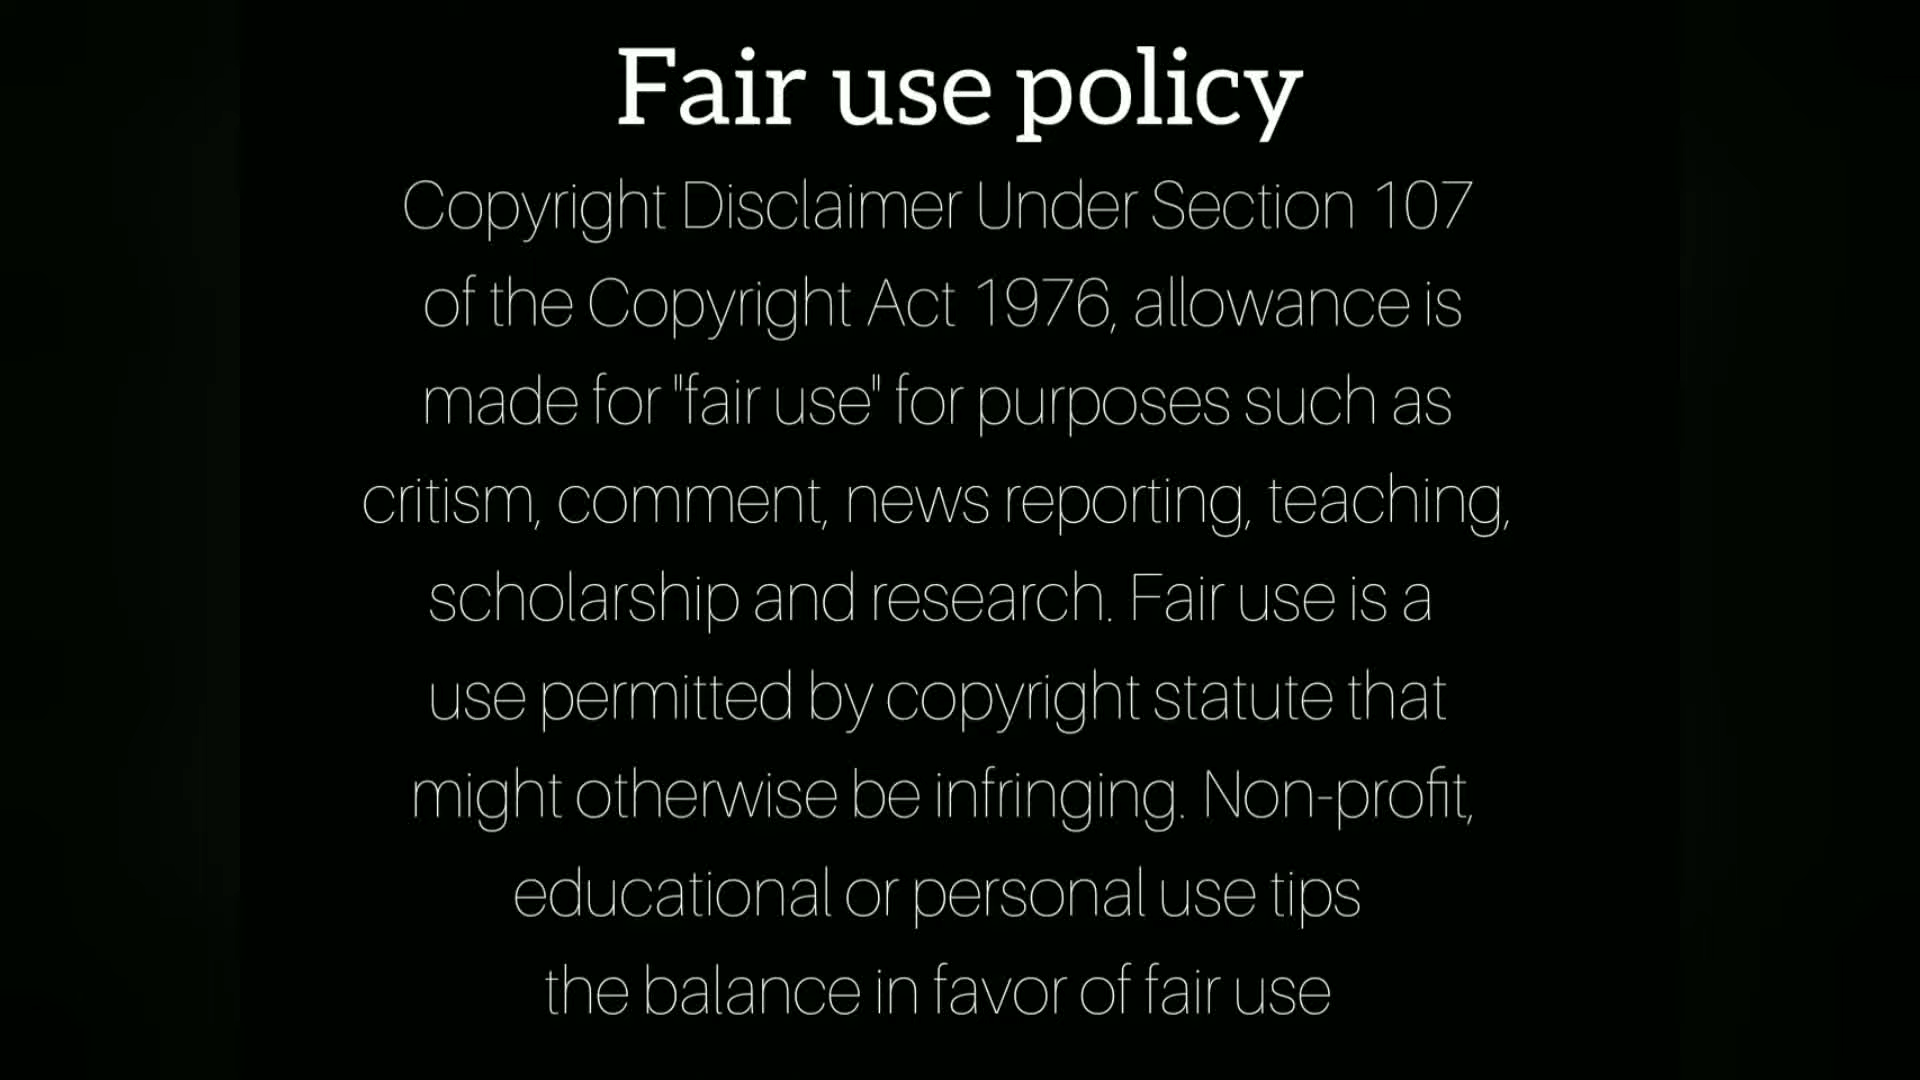 Fair use policy
Copyright Disclaimer Under Section 107
of the Copyright Act 1976, allowance is
made for "fair use" for purposes such as
critism, comment, news reporting, teaching,
scholarship and research. Fair use is a
use permitted by copyright statute that
might otherwise be infringing. Non-profit,
educational or personal use tips
the balance in favor of fair use